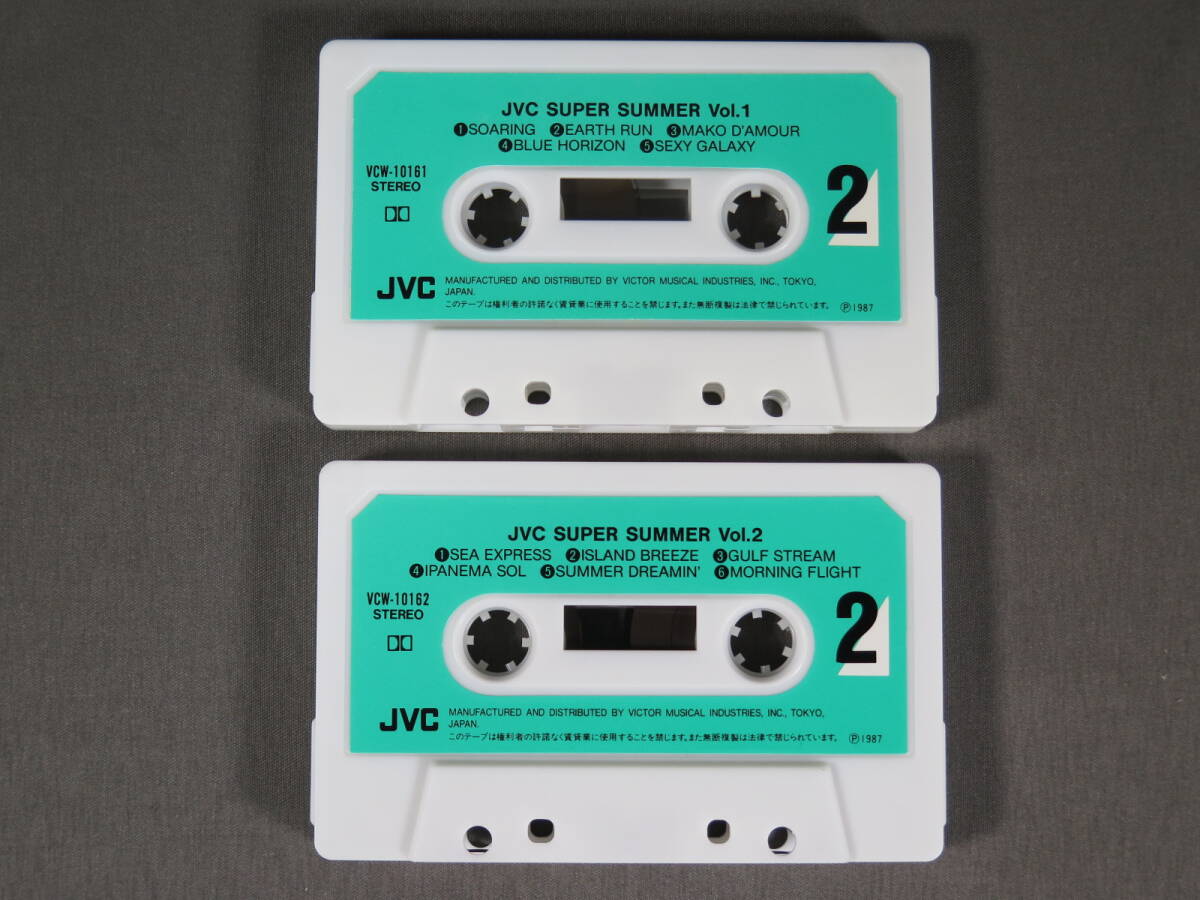 JVC SUPER SUMMER Vol.1
❶SOARING ❷EARTH RUN ❸MAKO D'AMOUR
❹BLUE HORIZON ❺SEXY GALAXY
VCW-10161
STEREO
2
JVC
MANUFACTURED AND DISTRIBUTED BY VICTOR MUSICAL INDUSTRIES, INC., TOKYO,
JAPAN.
このテープは権利者の許諾なく賃貸業に使用することを禁じます。また無断複製は法律で禁じられています。 Ⓟ1987
JVC SUPER SUMMER Vol.2
❶SEA EXPRESS ❷ISLAND BREEZE ❸GULF STREAM
❹IPANEMA SOL ❺SUMMER DREAMIN' ❻MORNING FLIGHT
VCW-10162
STEREO
2
JVC
MANUFACTURED AND DISTRIBUTED BY VICTOR MUSICAL INDUSTRIES, INC., TOKYO,
JAPAN.
このテープは権利者の許諾なく賃貸業に使用することを禁じます。また無断複製は法律で禁じられています。 Ⓟ1987